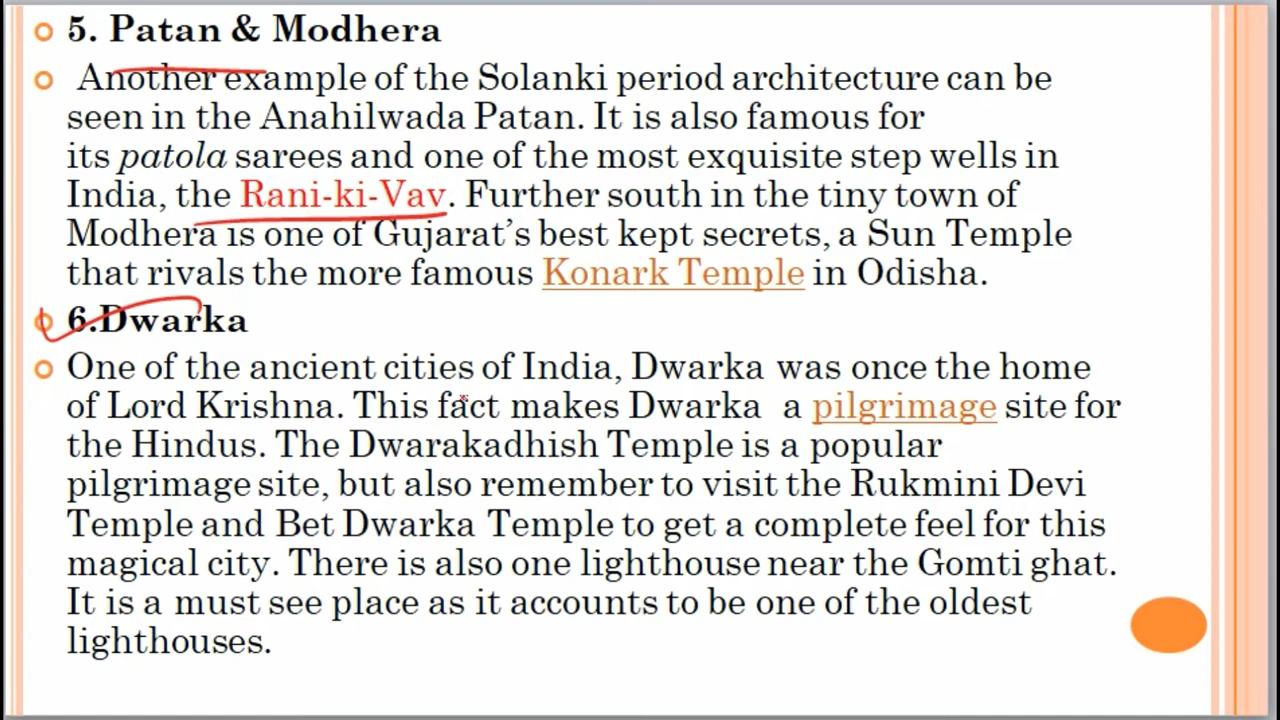 5. Patan & Modhera
Another example of the Solanki period architecture can be
seen in the Anahilwada Patan. It is also famous for
its patola sarees and one of the most exquisite step wells in
India, the Rani-ki-Vav. Further south in the tiny town of
Modhera is one of Gujarat's best kept secrets, a Sun Temple
that rivals the more famous Konark Temple in Odisha.
6.Dwarka
One of the ancient cities of India, Dwarka was once the home
of Lord Krishna. This fact makes Dwarka a pilgrimage site for
the Hindus. The Dwarakadhish Temple is a popular
pilgrimage site, but also remember to visit the Rukmini Devi
Temple and Bet Dwarka Temple to get a complete feel for this
magical city. There is also one lighthouse near the Gomti ghat.
It is a must see place as it accounts to be one of the oldest
lighthouses.